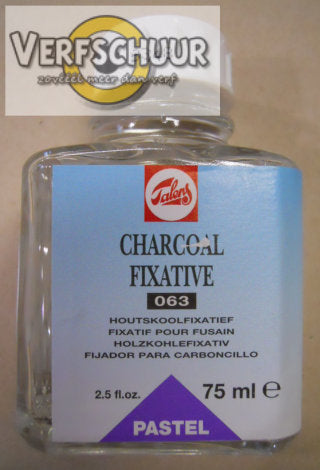 VERFSCHUUR
zovéél meer dan verf
Talens
CHARCOAL
FIXATIVE
063
HOUTSKOOLFIXATIEF
FIXATIF POUR FUSAIN
HOLZKOHLEFIXATIV
FIJADOR PARA CARBONCILLO
2.5 fl.oz. 75 ml ℮
PASTEL